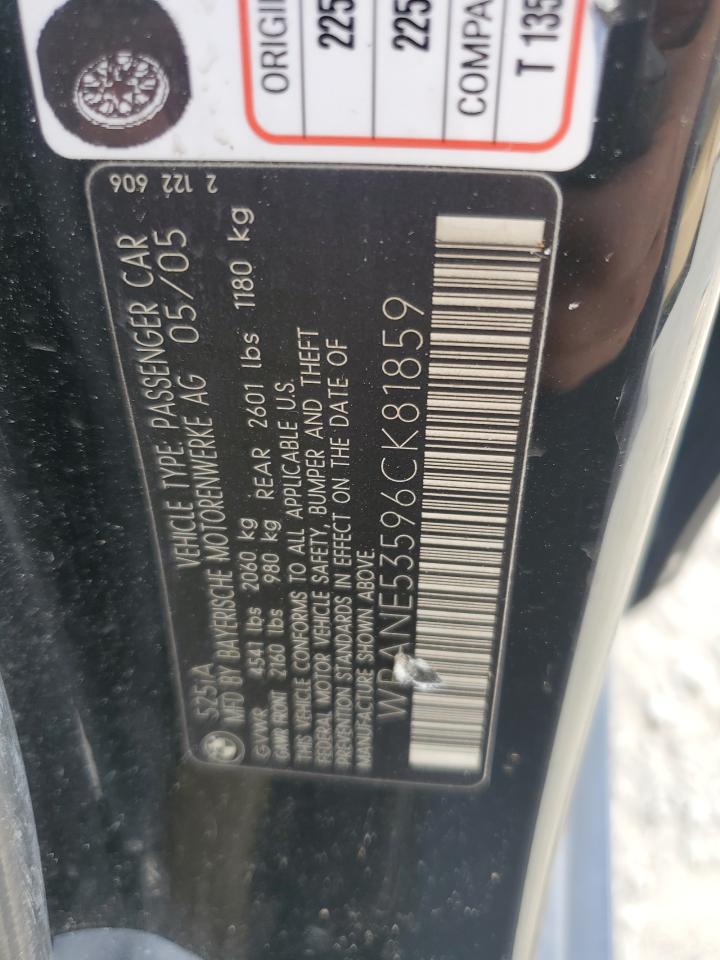 ORIGI
225
225
COMPA
T 135
2 122 606
S251A VEHICLE TYPE PASSENGER CAR
MFD BY BAYERISCHE MOTORENWERKE AG 05/05
GVWR 4541 lbs 2060 kg
GAWR FRONT 2160 lbs 980 kg REAR 2601 lbs 1180 kg
THIS VEHICLE CONFORMS TO ALL APPLICABLE U.S.
FEDERAL MOTOR VEHICLE SAFETY, BUMPER AND THEFT
PREVENTION STANDARDS IN EFFECT ON THE DATE OF
MANUFACTURE SHOWN ABOVE.
WBANE53596CK81859